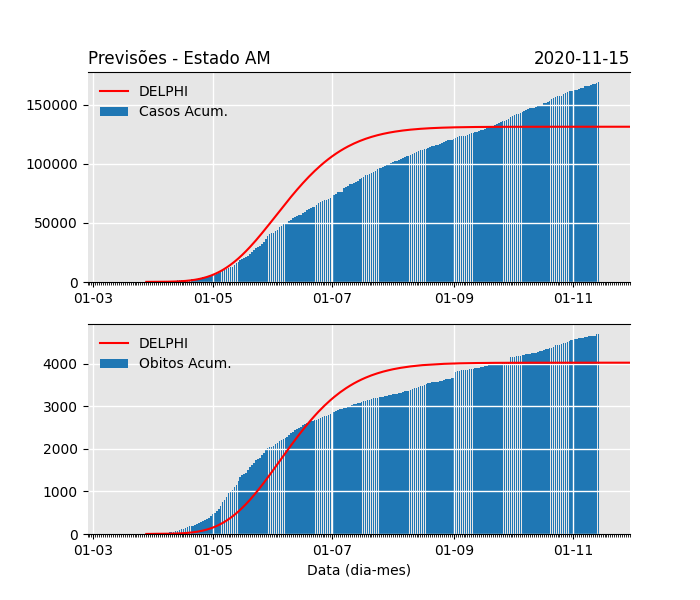 Previsões - Estado AM 2020-11-15
DELPHI
Casos Acum.
150000
100000
50000
0
01-03 01-05 01-07 01-09 01-11
DELPHI
Obitos Acum.
4000
3000
2000
1000
0
01-03 01-05 01-07 01-09 01-11
Data (dia-mes)